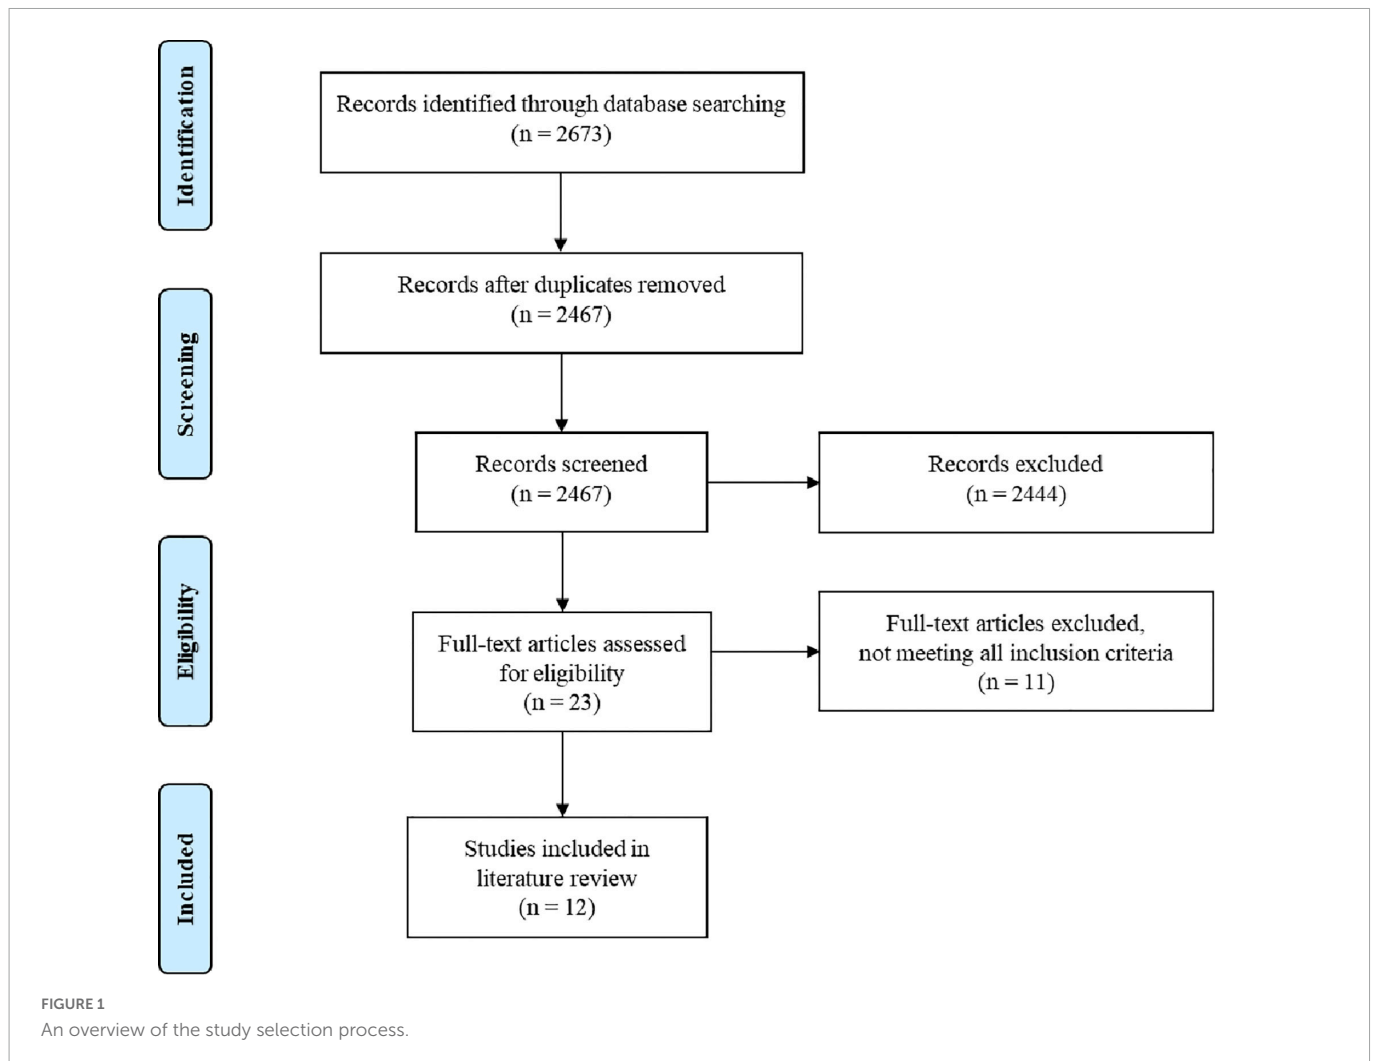 Identification
Records identified through database searching
(n = 2673)
Records after duplicates removed
(n = 2467)
Screening
Records screened
(n = 2467)
Records excluded
(n = 2444)
Eligibility
Full-text articles assessed
for eligibility
(n = 23)
Full-text articles excluded,
not meeting all inclusion criteria
(n = 11)
Included
Studies included in
literature review
(n = 12)
FIGURE 1
An overview of the study selection process.